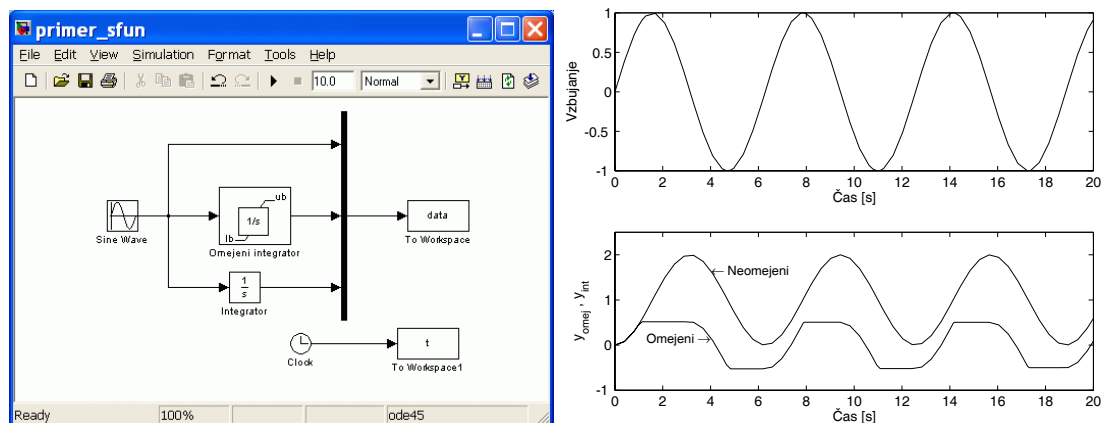 primer_sfun
File Edit View Simulation Format Tools Help
10.0 Normal
Sine Wave
ub
1/s
lb
Omejeni integrator
1
s
Integrator
data
To Workspace
Clock
t
To Workspace1
Ready 100% ode45
1
0.5
0
-0.5
-1
Vzbujanje
0 2 4 6 8 10 12 14 16 18 20
Čas [s]
2
1
0
-1
y_omej , y_int
←Neomejeni
Omejeni→
0 2 4 6 8 10 12 14 16 18 20
Čas [s]